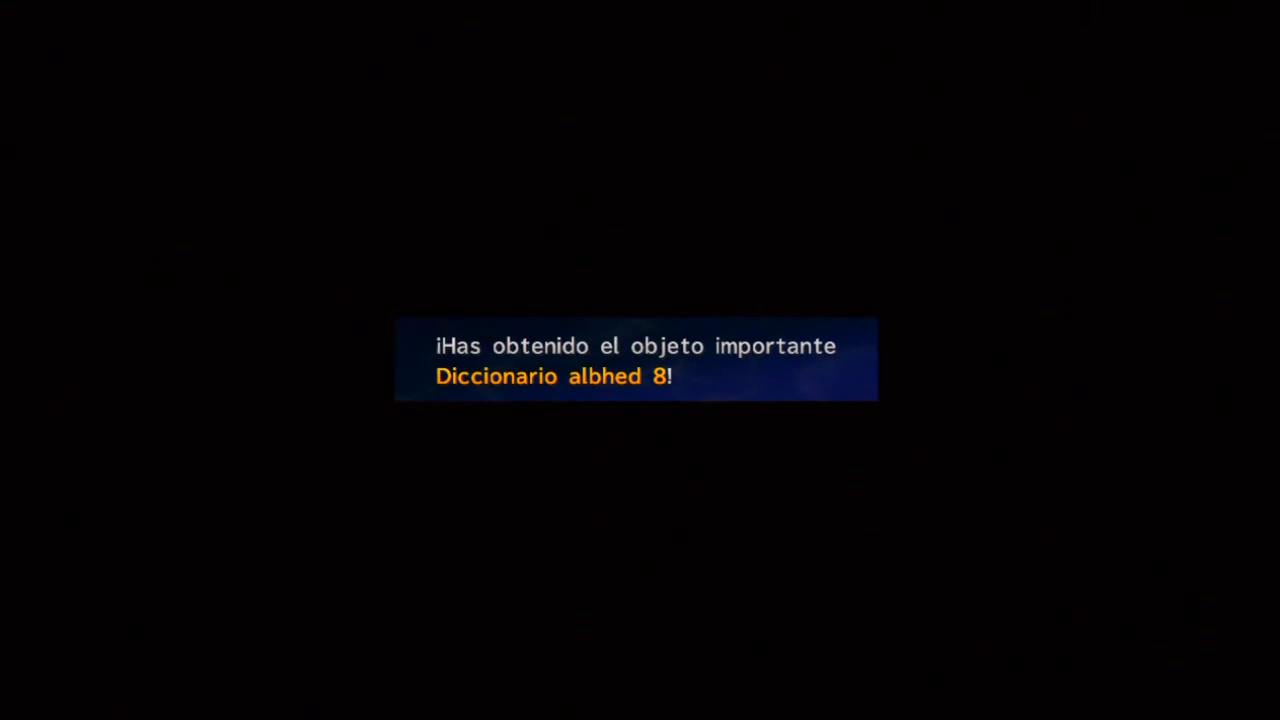 ¡Has obtenido el objeto importante
Diccionario albhed 8!